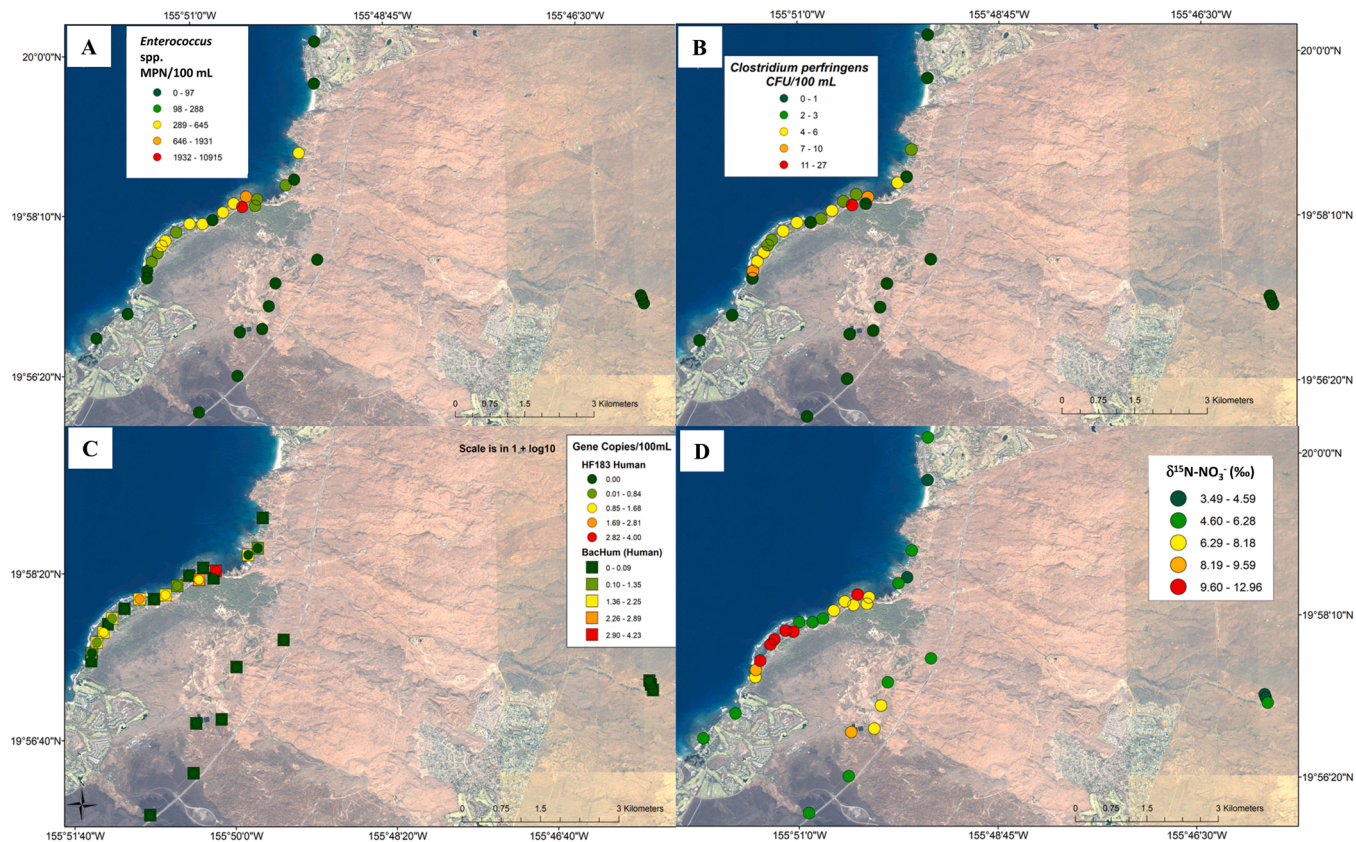 155°51'0"W 155°48'45"W 155°46'30"W
155°51'0"W 155°48'45"W 155°46'30"W
A
Enterococcus
spp.
MPN/100 mL
0 - 97
98 - 288
289 - 645
646 - 1931
1932 - 10915
20°0'0"N
19°58'10"N
19°56'20"N
0 0.75 1.5 3 Kilometers
B
Clostridium perfringens
CFU/100 mL
0 - 1
2 - 3
4 - 6
7 - 10
11 - 27
20°0'0"N
19°58'10"N
19°56'20"N
0 0.75 1.5 3 Kilometers
C
Scale is in 1 + log10
Gene Copies/100mL
HF183 Human
0.00
0.01 - 0.84
0.85 - 1.68
1.69 - 2.81
2.82 - 4.00
BacHum (Human)
0 - 0.09
0.10 - 1.35
1.36 - 2.25
2.26 - 2.89
2.90 - 4.23
19°58'20"N
19°56'40"N
0 0.75 1.5 3 Kilometers
155°51'40"W 155°50'0"W 155°48'20"W 155°46'40"W
D
δ¹⁵N-NO₃⁻ (‰)
3.49 - 4.59
4.60 - 6.28
6.29 - 8.18
8.19 - 9.59
9.60 - 12.96
20°0'0"N
19°58'10"N
19°56'20"N
0 0.75 1.5 3 Kilometers
155°51'0"W 155°48'45"W 155°46'30"W